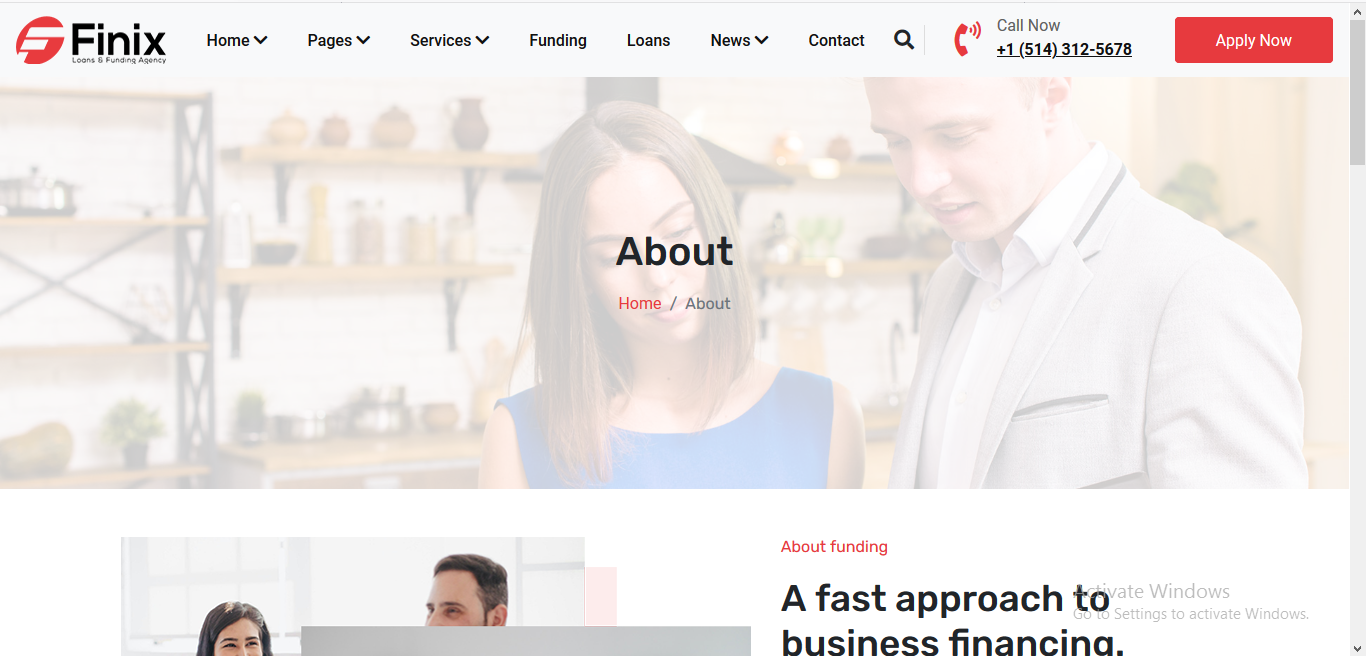 Finix
Loans & Funding Agency
Home
Pages
Services
Funding
Loans
News
Contact
Call Now
+1 (514) 312-5678
Apply Now
About
Home / About
About funding
A fast approach to
business financing.
Activate Windows
Go to Settings to activate Windows.